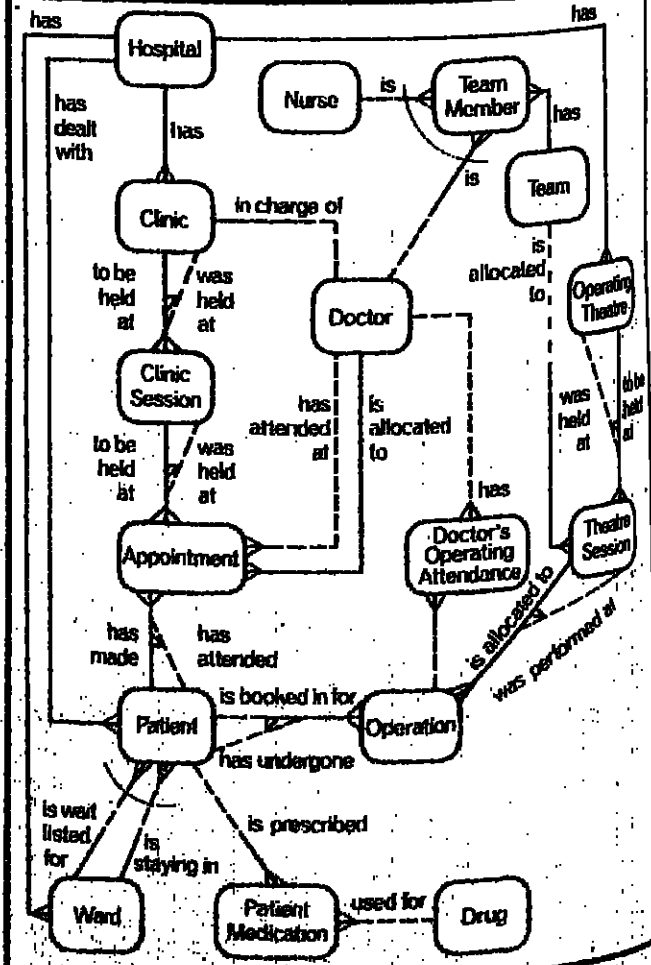 has
has
Hospital
Nurse
is
Team
Member
has
dealt
with
has
has
is
Team
Clinic
in charge of
is
allocated
to
to be
held
at
was
held
at
Doctor
Operating
Theatre
Clinic
Session
has
attended
at
is
allocated
to
was
held
at
to be
held
at
to be
held
at
was
held
at
has
Appointment
Doctor's
Operating
Attendance
Theatre
Session
has
made
has
attended
is allocated to
was performed at
is booked in for
Patient
Operation
has undergone
is wait
listed
for
is
staying in
is prescribed
Ward
Patient
Medication
used for
Drug